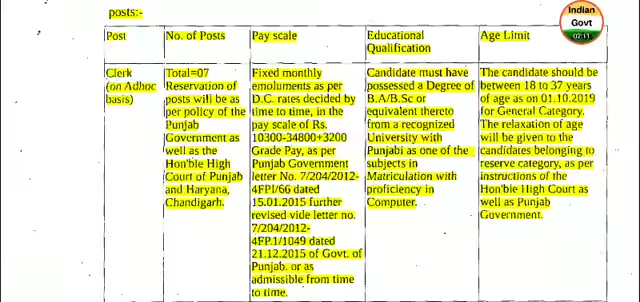 posts:-
Indian
Govt
07:11
Post
No. of Posts
Pay scale
Educational
Qualification
Age Limit
Clerk
(on Adhoc
basis)
Total=07
Reservation of
posts will be as
per policy of the
Punjab
Government as
well as the
Hon'ble High
Court of Punjab
and Haryana,
Chandigarh.
Fixed monthly
emoluments as per
D.C. rates decided by
time to time, in the
pay scale of Rs.
10300-34800+3200
Grade Pay, as per
Punjab Government
letter No. 7/204/2012-
4FPI/66 dated
15.01.2015 further
revised vide letter no.
7/204/2012-
4FP.1/1049 dated
21.12.2015 of Govt. of
Punjab. or as
admissible from time
to time.
Candidate must have
possessed a Degree of
B.A/B.Sc or
equivalent thereto
from a recognized
University with
Punjabi as one of the
subjects in
Matriculation with
proficiency in
Computer.
The candidate should be
between 18 to 37 years
of age as on 01.10.2019
for General Category.
The relaxation of age
will be given to the
candidates belonging to
reserve category, as per
instructions of the
Hon'ble High Court as
well as Punjab
Government.